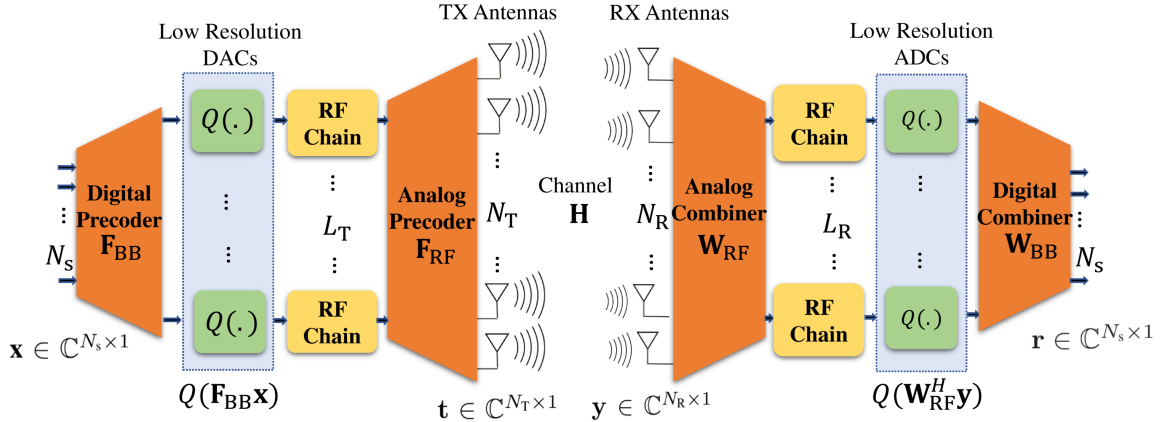 TX Antennas
RX Antennas
Low Resolution
DACs
Low Resolution
ADCs
Q(.)
RF
Chain
RF
Chain
Q(.)
...
...
...
...
Channel
H
Digital
Precoder
F_BB
Analog
Precoder
F_RF
Analog
Combiner
W_RF
Digital
Combiner
W_BB
N_s
L_T
N_T
N_R
L_R
N_s
...
...
...
...
...
...
Q(.)
RF
Chain
RF
Chain
Q(.)
x ∈ ℂ^{N_s×1}
r ∈ ℂ^{N_s×1}
Q(F_BB x)
t ∈ ℂ^{N_T×1}
y ∈ ℂ^{N_R×1}
Q(W_RF^H y)